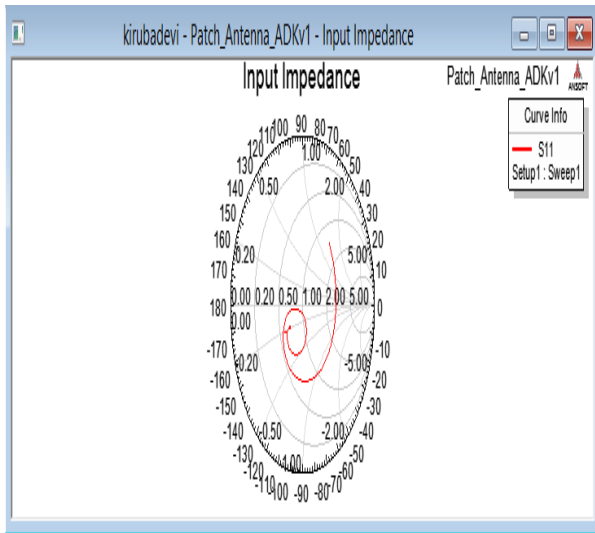 kirubadevi - Patch_Antenna_ADKv1 - Input Impedance
Input Impedance
Patch_Antenna_ADKv1
ANSOFT
Curve Info
S11
Setup1 : Sweep1
90
100 80
110 70
120 60
130 50
140 40
150 30
160 20
170 10
180 0
-170 -10
-160 -20
-150 -30
-140 -40
-130 -50
-120 -60
-110 -70
-100 -90 -80
1.00
0.50 2.00
0.20 5.00
0.00 0.20 0.50 1.00 2.00 5.00
0.00
-0.20 -5.00
-0.50 -2.00
-1.00